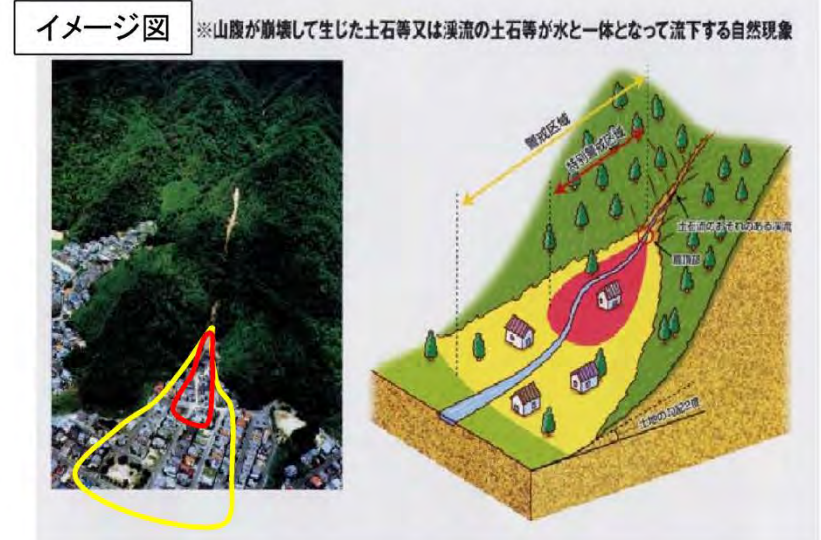 イメージ図
※山腹が崩壊して生じた土石等又は渓流の土石等が水と一体となって流下する自然現象
警戒区域
特別警戒区域
土石流のおそれのある渓流
扇頂部
土地の勾配2度